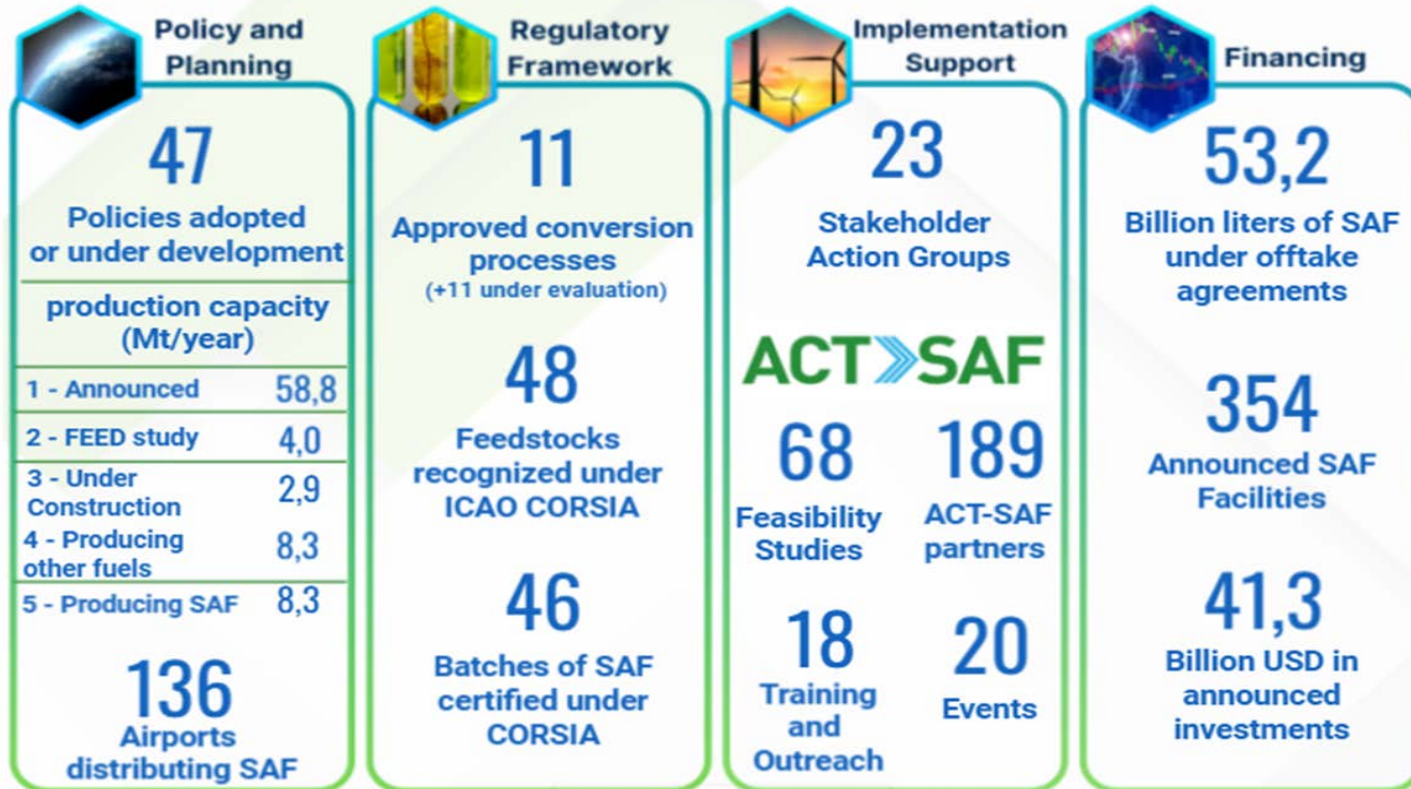 Policy and
Planning
47
Policies adopted
or under development
production capacity
(Mt/year)
1 - Announced 58,8
2 - FEED study 4,0
3 - Under
Construction 2,9
4 - Producing
other fuels 8,3
5 - Producing SAF 8,3
136
Airports
distributing SAF
Regulatory
Framework
11
Approved conversion
processes
(+11 under evaluation)
48
Feedstocks
recognized under
ICAO CORSIA
46
Batches of SAF
certified under
CORSIA
Implementation
Support
23
Stakeholder
Action Groups
ACT SAF
68
Feasibility
Studies
189
ACT-SAF
partners
18
Training
and
Outreach
20
Events
Financing
53,2
Billion liters of SAF
under offtake
agreements
354
Announced SAF
Facilities
41,3
Billion USD in
announced
investments